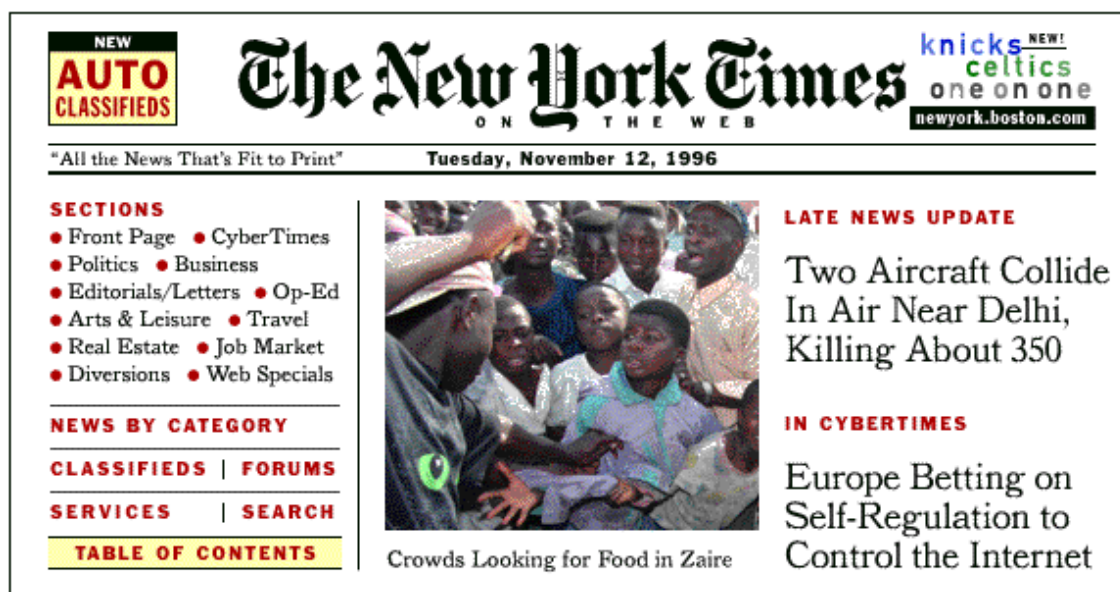 NEW
AUTO
CLASSIFIEDS
The New York Times
ON THE WEB
knicks NEW!
celtics
one on one
newyork.boston.com
"All the News That's Fit to Print"
Tuesday, November 12, 1996
SECTIONS
Front Page CyberTimes
Politics Business
Editorials/Letters Op-Ed
Arts & Leisure Travel
Real Estate Job Market
Diversions Web Specials
NEWS BY CATEGORY
CLASSIFIEDS | FORUMS
SERVICES | SEARCH
TABLE OF CONTENTS
Crowds Looking for Food in Zaire
LATE NEWS UPDATE
Two Aircraft Collide
In Air Near Delhi,
Killing About 350
IN CYBERTIMES
Europe Betting on
Self-Regulation to
Control the Internet